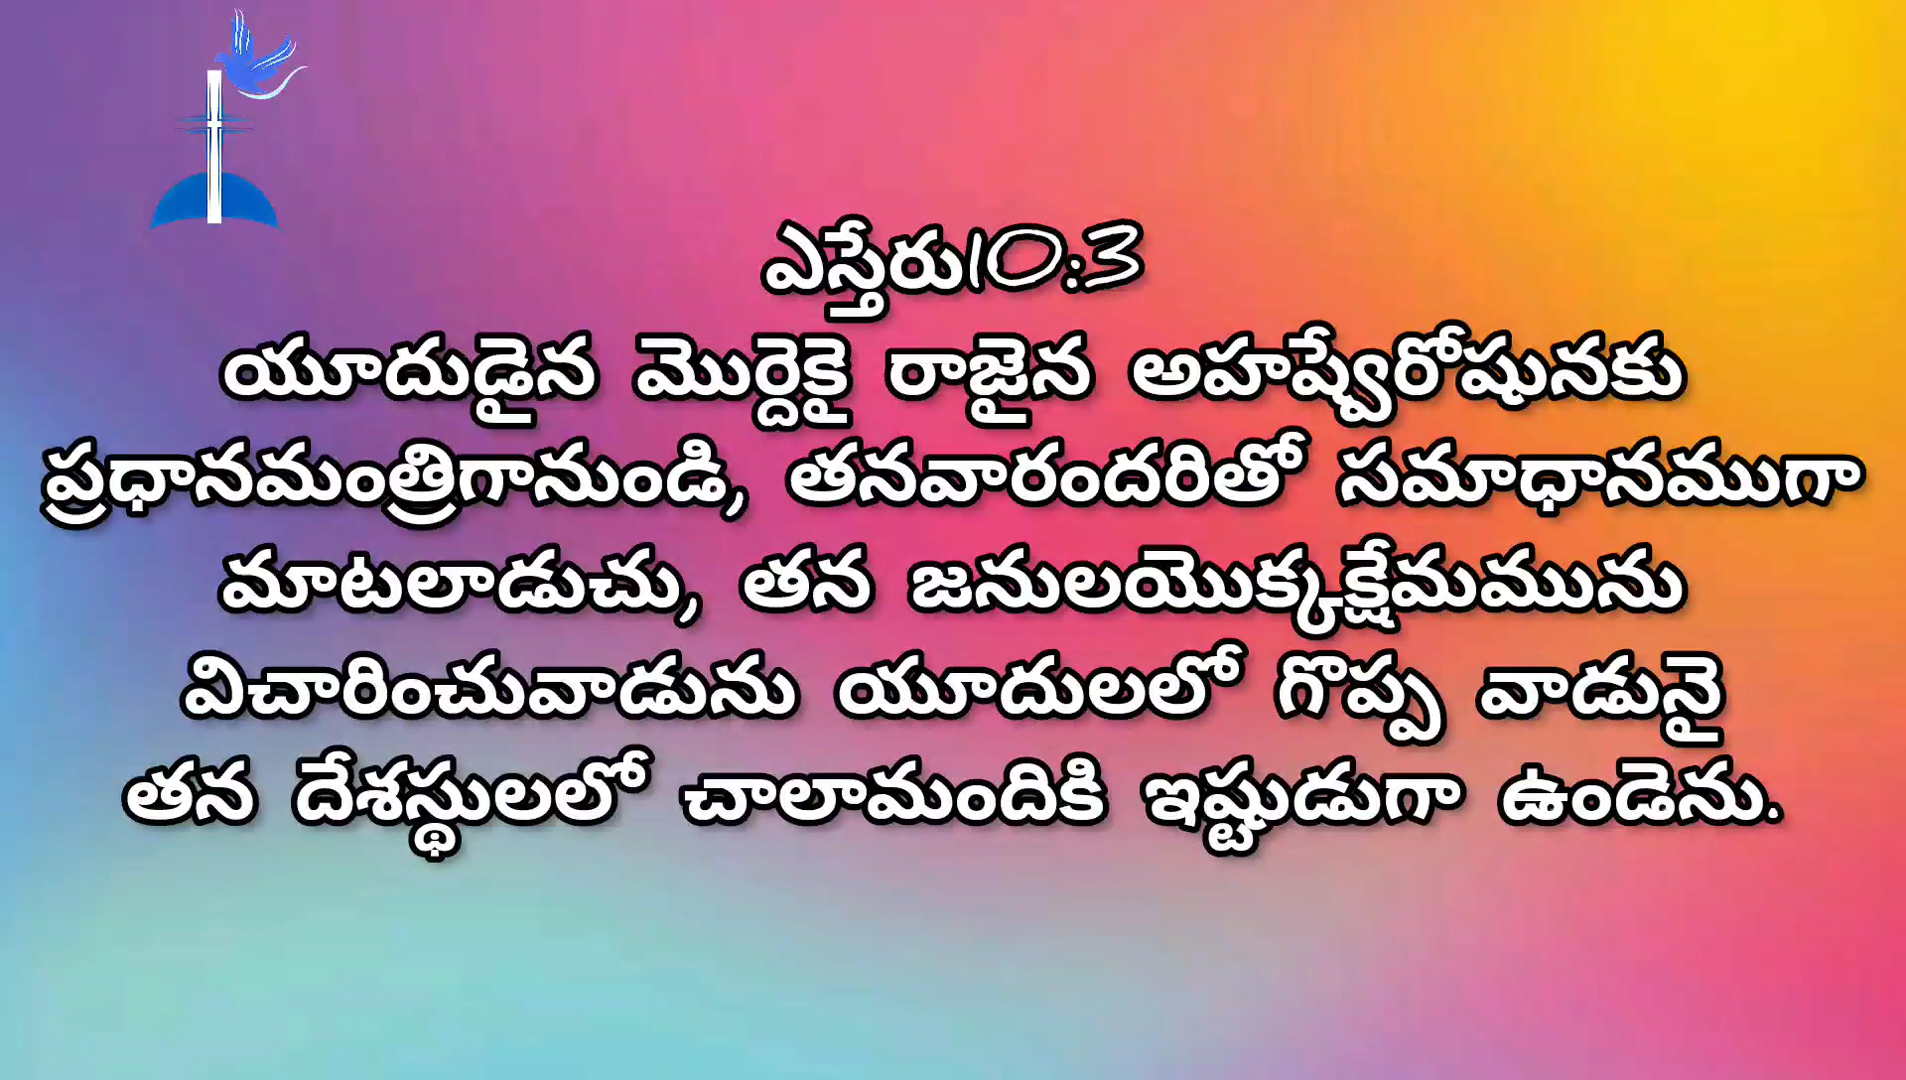 ఎస్తేరు10:3
యూదుడైన మొర్దెకై రాజైన అహష్వేరోషునకు
ప్రధానమంత్రిగానుండి, తనవారందరితో సమాధానముగా
మాటలాడుచు, తన జనులయొక్కక్షేమమును
విచారించువాడును యూదులలో గొప్ప వాడునై
తన దేశస్థులలో చాలామందికి ఇష్టుడుగా ఉండెను.